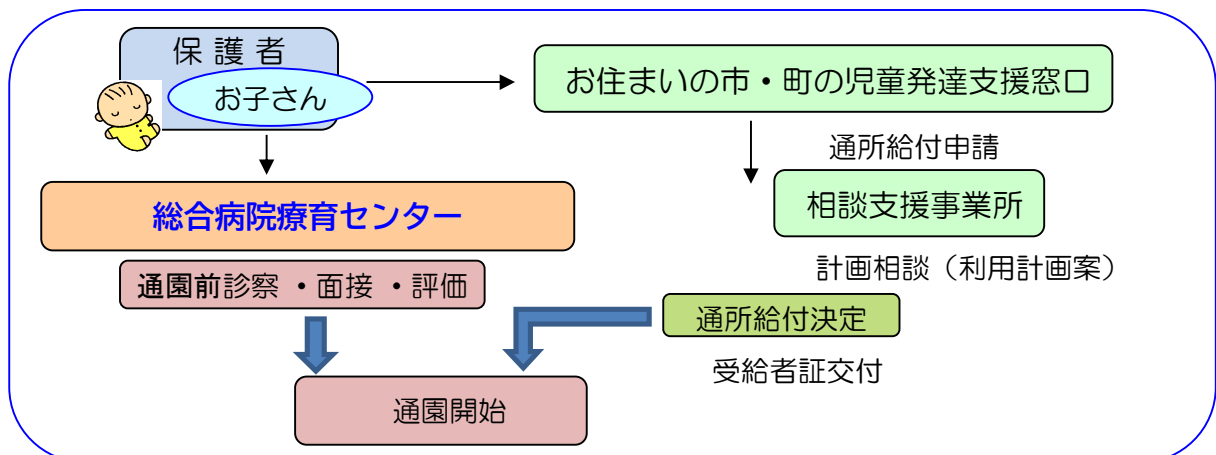 保 護 者
お子さん
お住まいの市・町の児童発達支援窓口
通所給付申請
総合病院療育センター
相談支援事業所
計画相談（利用計画案）
通園前診察 ・面接 ・評価
通所給付決定
受給者証交付
通園開始